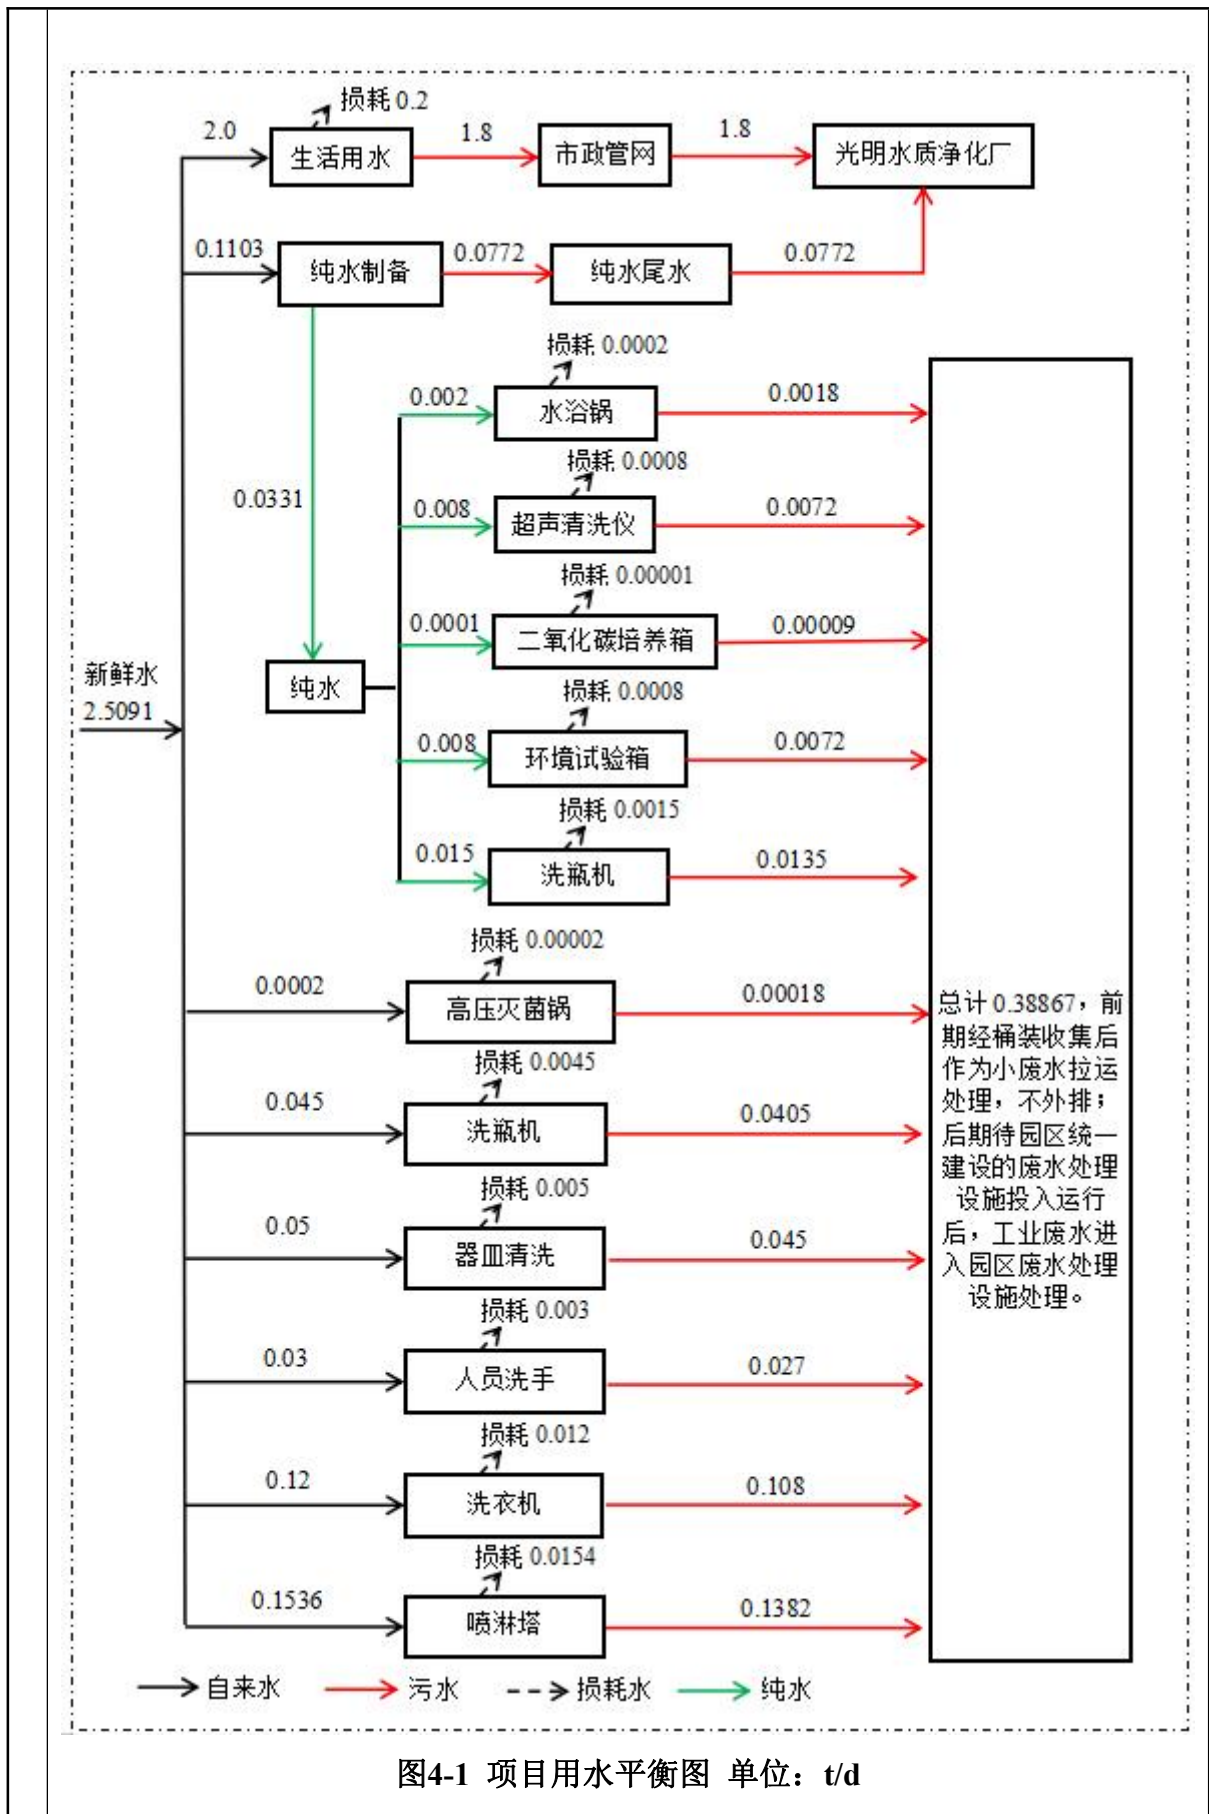 损耗 0.2
2.0
生活用水
1.8
市政管网
1.8
光明水质净化厂
0.1103
纯水制备
0.0772
纯水尾水
0.0772
损耗 0.0002
0.002
水浴锅
0.0018
损耗 0.0008
0.0331
0.008
超声清洗仪
0.0072
损耗 0.00001
0.0001
二氧化碳培养箱
0.00009
新鲜水
2.5091
纯水
损耗 0.0008
0.008
环境试验箱
0.0072
损耗 0.0015
0.015
洗瓶机
0.0135
损耗 0.00002
0.0002
高压灭菌锅
0.00018
损耗 0.0045
0.045
洗瓶机
0.0405
损耗 0.005
0.05
器皿清洗
0.045
损耗 0.003
0.03
人员洗手
0.027
损耗 0.012
0.12
洗衣机
0.108
损耗 0.0154
0.1536
喷淋塔
0.1382
总计 0.38867，前
期经桶装收集后
作为小废水拉运
处理，不外排；
后期待园区统一
建设的废水处理
设施投入运行
后，工业废水进
入园区废水处理
设施处理。
自来水
污水
损耗水
纯水
图4-1 项目用水平衡图 单位：t/d